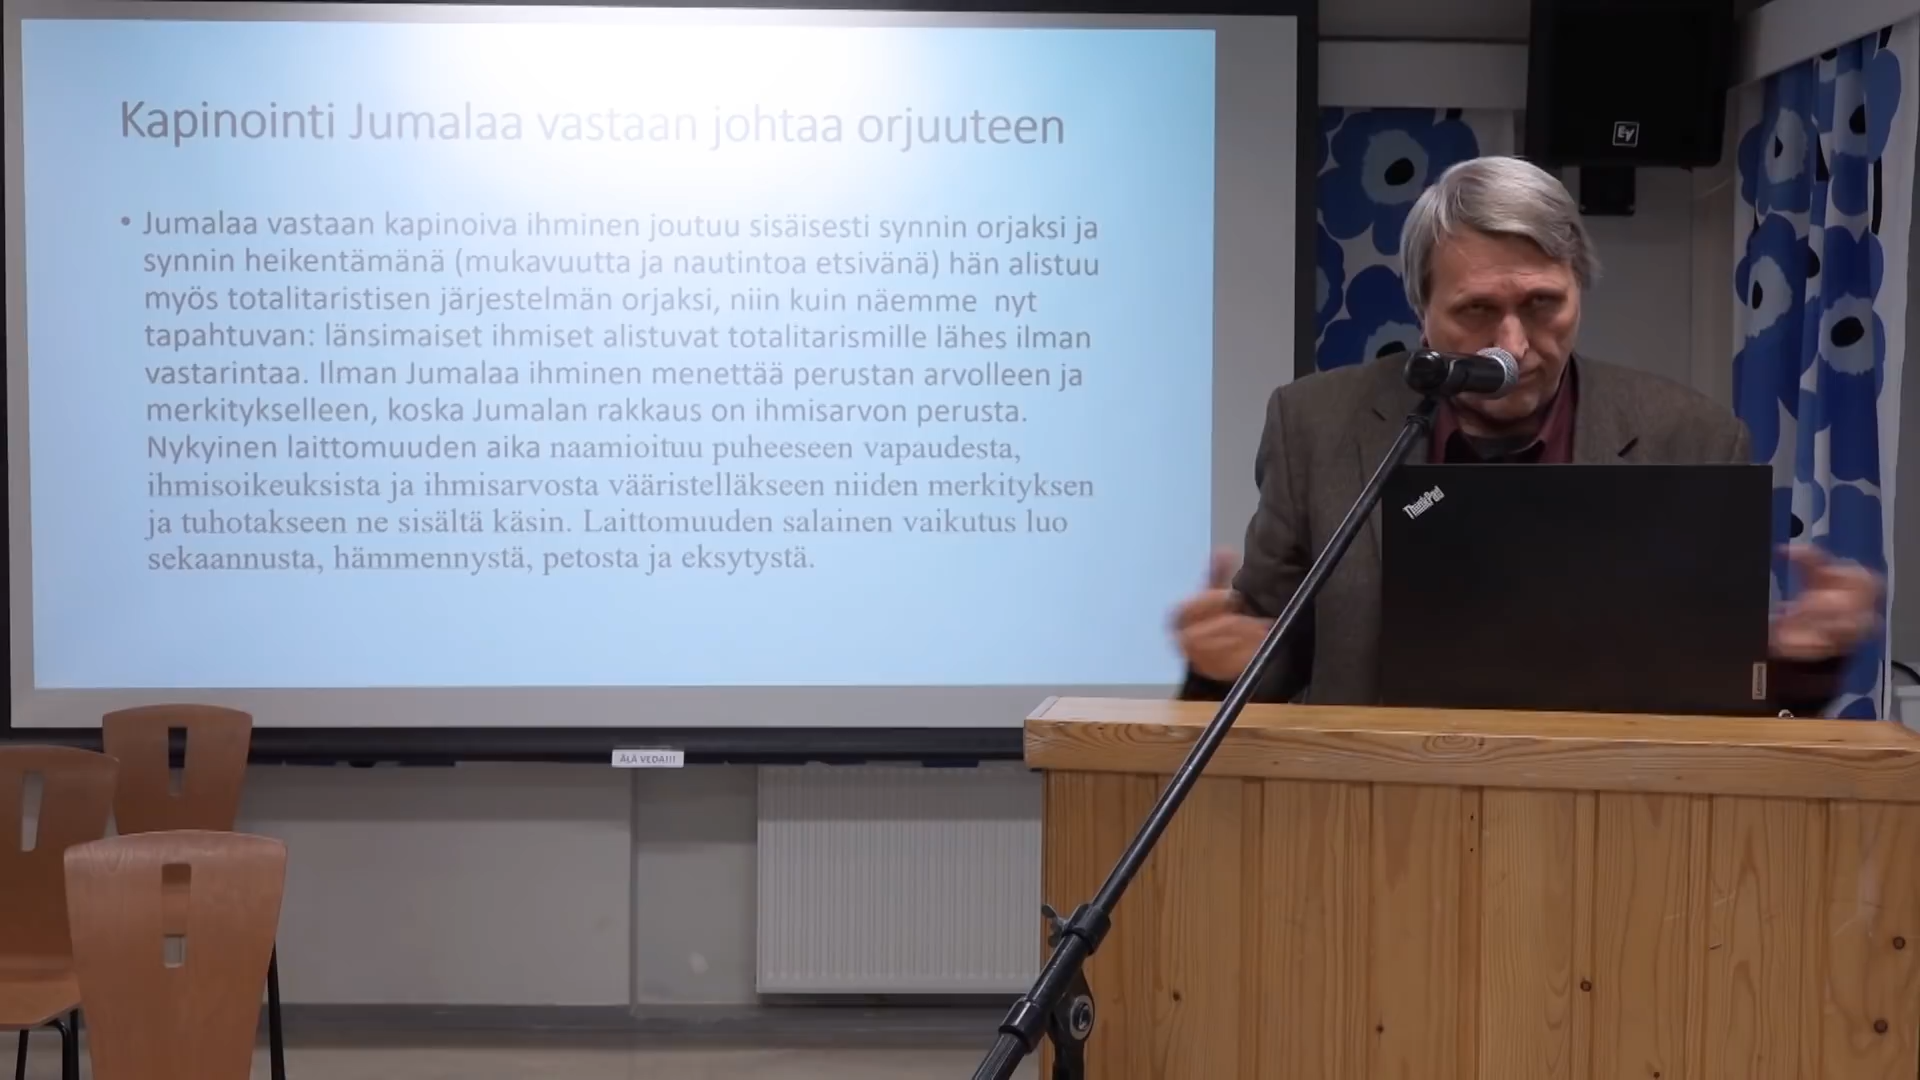 Kapinointi Jumalaa vastaan johtaa orjuuteen
• Jumalaa vastaan kapinoiva ihminen joutuu sisäisesti synnin orjaksi ja
synnin heikentämänä (mukavuutta ja nautintoa etsivänä) hän alistuu
myös totalitaristisen järjestelmän orjaksi, niin kuin näemme nyt
tapahtuvan: länsimaiset ihmiset alistuvat totalitarismille lähes ilman
vastarintaa. Ilman Jumalaa ihminen menettää perustan arvolleen ja
merkitykselleen, koska Jumalan rakkaus on ihmisarvon perusta.
Nykyinen laittomuuden aika naamioituu puheeseen vapaudesta,
ihmisoikeuksista ja ihmisarvosta vääristelläkseen niiden merkityksen
ja tuhotakseen ne sisältä käsin. Laittomuuden salainen vaikutus luo
sekaannusta, hämmennystä, petosta ja eksytystä.
ÄLÄ VEDÄ!!!
EV
ThinkPad
Lenovo